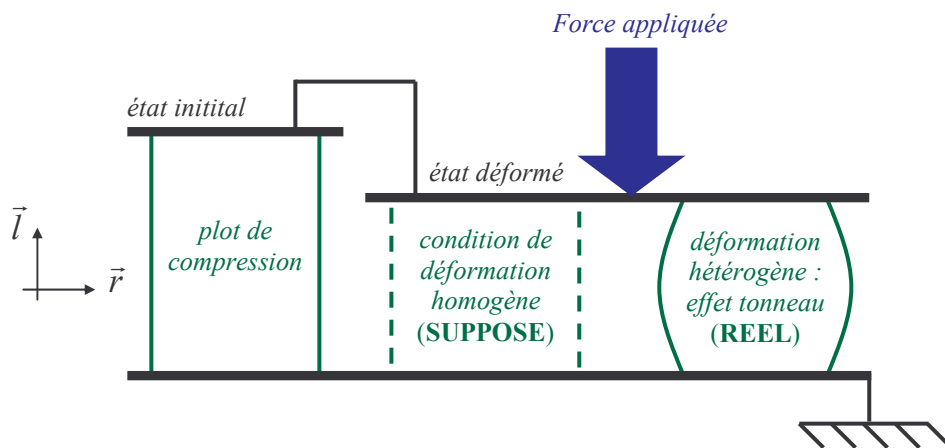 Force appliquée
état initital
état déformé
plot de
compression
condition de
déformation
homogène
(SUPPOSE)
déformation
hétérogène :
effet tonneau
(REEL)
l
r